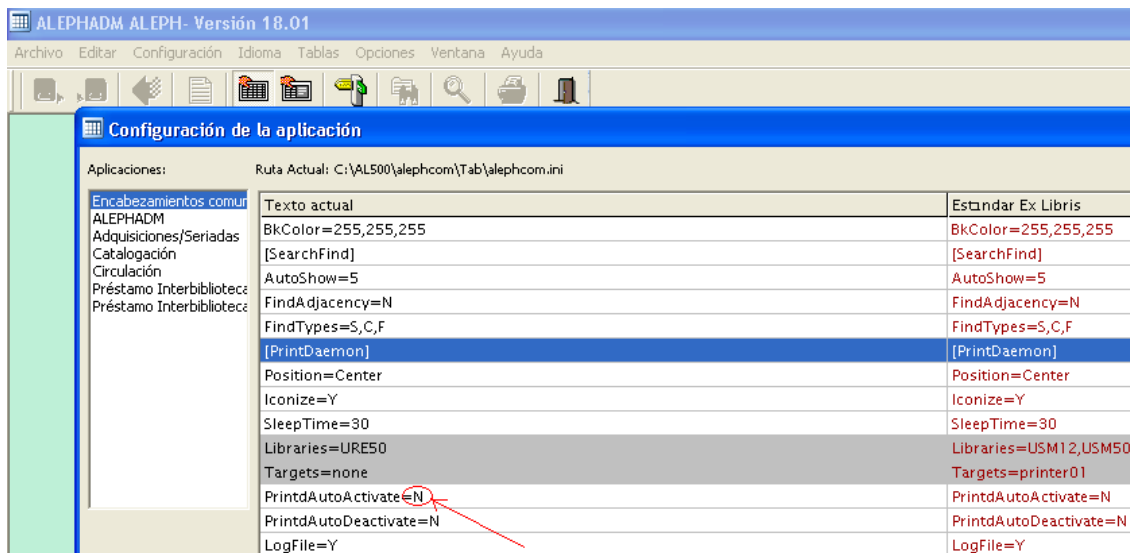 ALEPHADM ALEPH- Versión 18.01
Archivo Editar Configuración Idioma Tablas Opciones Ventana Ayuda
Configuración de la aplicación
Aplicaciones: Ruta Actual: C:\AL500\alephcom\Tab\alephcom.ini
Encabezamientos comur
ALEPHADM
Adquisiciones/Seriadas
Catalogación
Circulación
Préstamo Interbiblioteca
Préstamo Interbiblioteca
Texto actual Estándar Ex Libris
BkColor=255,255,255 BkColor=255,255,255
[SearchFind] [SearchFind]
AutoShow=5 AutoShow=5
FindAdjacency=N FindAdjacency=N
FindTypes=S,C,F FindTypes=S,C,F
[PrintDaemon] [PrintDaemon]
Position=Center Position=Center
Iconize=Y Iconize=Y
SleepTime=30 SleepTime=30
Libraries=URE50 Libraries=USM12,USM50
Targets=none Targets=printer01
PrintdAutoActivate=N PrintdAutoActivate=N
PrintdAutoDeactivate=N PrintdAutoDeactivate=N
LogFile=Y LogFile=Y